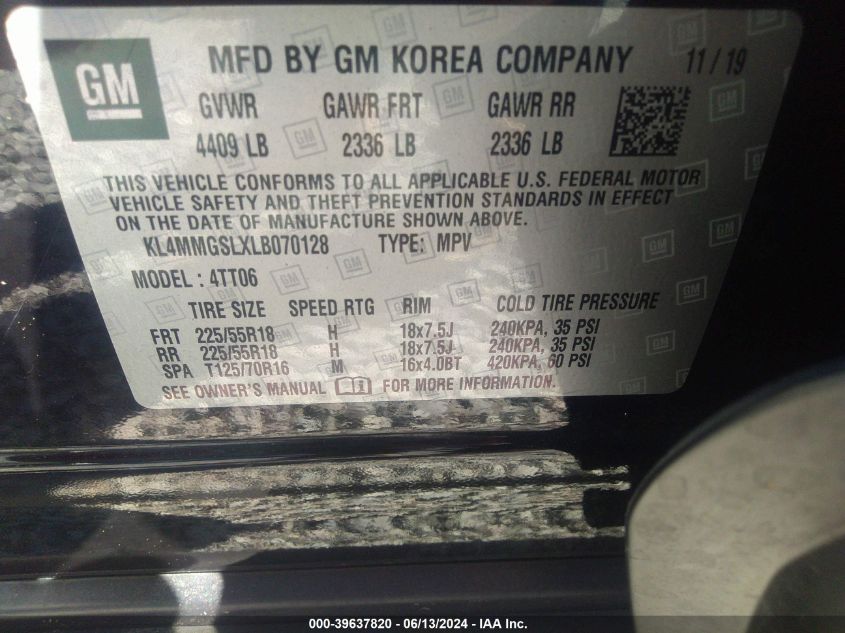 GM
MFD BY GM KOREA COMPANY 11 / 19
GVWR GAWR FRT GAWR RR
4409 LB 2336 LB 2336 LB
THIS VEHICLE CONFORMS TO ALL APPLICABLE U.S. FEDERAL MOTOR
VEHICLE SAFETY AND THEFT PREVENTION STANDARDS IN EFFECT
ON THE DATE OF MANUFACTURE SHOWN ABOVE.
KL4MMGSLXLB070128 TYPE: MPV
MODEL : 4TT06
TIRE SIZE SPEED RTG RIM COLD TIRE PRESSURE
FRT 225/55R18 H 18x7.5J 240KPA, 35 PSI
RR 225/55R18 H 18x7.5J 240KPA, 35 PSI
SPA T125/70R16 M 16x4.0BT 420KPA, 60 PSI
SEE OWNER'S MANUAL FOR MORE INFORMATION.
000-39637820 - 06/13/2024 - IAA Inc.